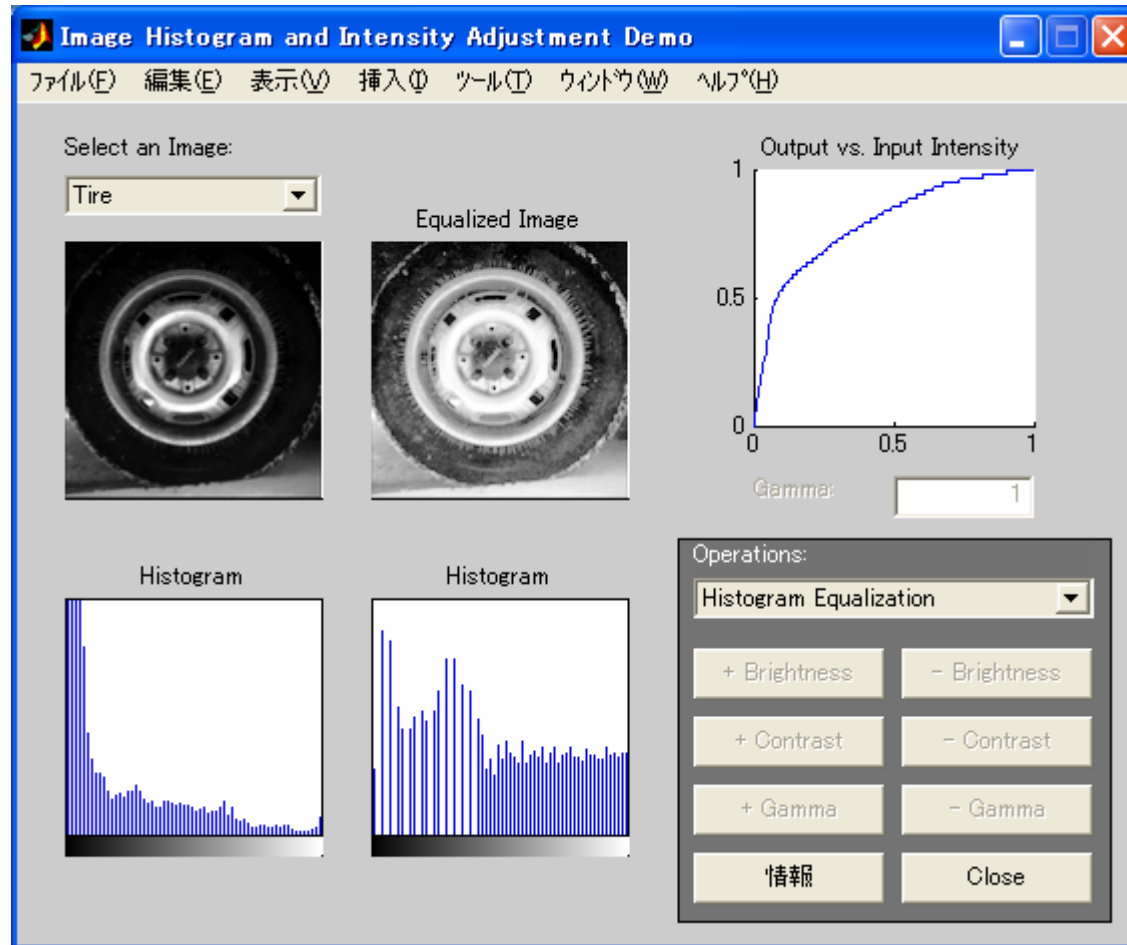 Image Histogram and Intensity Adjustment Demo
ファイル(F) 編集(E) 表示(V) 挿入(I) ツール(T) ウィンドウ(W) ヘルプ(H)
Select an Image:
Tire
Equalized Image
Output vs. Input Intensity
1
0.5
0
0 0.5 1
Gamma: 1
Histogram
Histogram
Operations:
Histogram Equalization
+ Brightness - Brightness
+ Contrast - Contrast
+ Gamma - Gamma
情報 Close